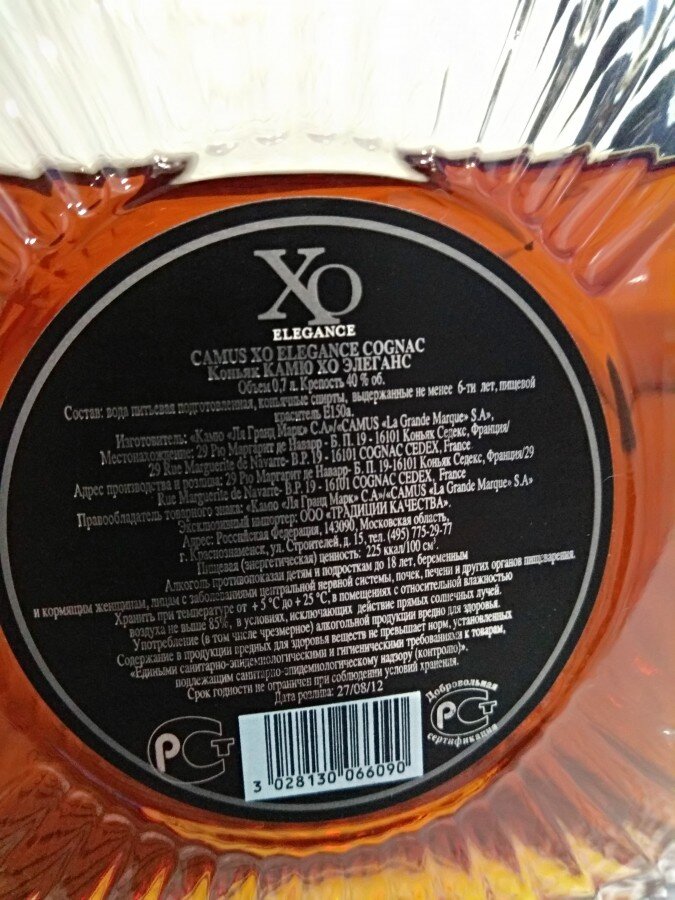 XO
ELEGANCE
CAMUS XO ELEGANCE COGNAC
Коньяк КАМЮ ХО ЭЛЕГАНС
Объем 0,7 л. Крепость 40 % об.
Состав: вода питьевая подготовленная, коньячные спирты, выдержанные не менее 6-ти лет, пищевой
краситель Е150а.
Изготовитель: «Камю «Ля Гранд Марк» С.А»/«CAMUS «La Grande Marque» S.A»,
Местонахождение: 29 Рю Маргарит де Наварр- Б. П. 19 - 16101 Коньяк Седекс, Франция/
29 Rue Marguerite de Navarre- B.P. 19 - 16101 COGNAC CEDEX, France
Адрес производства и розлива: 29 Рю Маргарит де Наварр- Б. П. 19 - 16101 Коньяк Седекс, Франция/29
Rue Marguerite de Navarre- B.P. 19 - 16101 COGNAC CEDEX, France
Правообладатель товарного знака: «Камю «Ля Гранд Марк» С.А»/«CAMUS «La Grande Marque» S.A»
Эксклюзивный импортер: ООО «ТРАДИЦИИ КАЧЕСТВА».
Адрес: Российская Федерация, 143090, Московская область,
г. Краснознаменск, ул. Строителей, д. 15, тел. (495) 775-29-77
Пищевая (энергетическая) ценность: 225 ккал/100 см³.
Алкоголь противопоказан детям и подросткам до 18 лет, беременным
и кормящим женщинам, лицам с заболеваниями центральной нервной системы, почек, печени и других органов пищеварения.
Хранить при температуре от + 5 °С до + 25 °С, в помещениях с относительной влажностью
воздуха не выше 85%, в условиях, исключающих действие прямых солнечных лучей.
Употребление (в том числе чрезмерное) алкогольной продукции вредно для здоровья.
Содержание в продукции вредных для здоровья веществ не превышает норм, установленных
«Едиными санитарно-эпидемиологическими и гигиеническими требованиями к товарам,
подлежащим санитарно-эпидемиологическому надзору (контролю)».
Срок годности не ограничен при соблюдении условий хранения.
Дата розлива: 27/08/12
РСТ
3 028130 066090
Добровольная
РСТ
сертификация